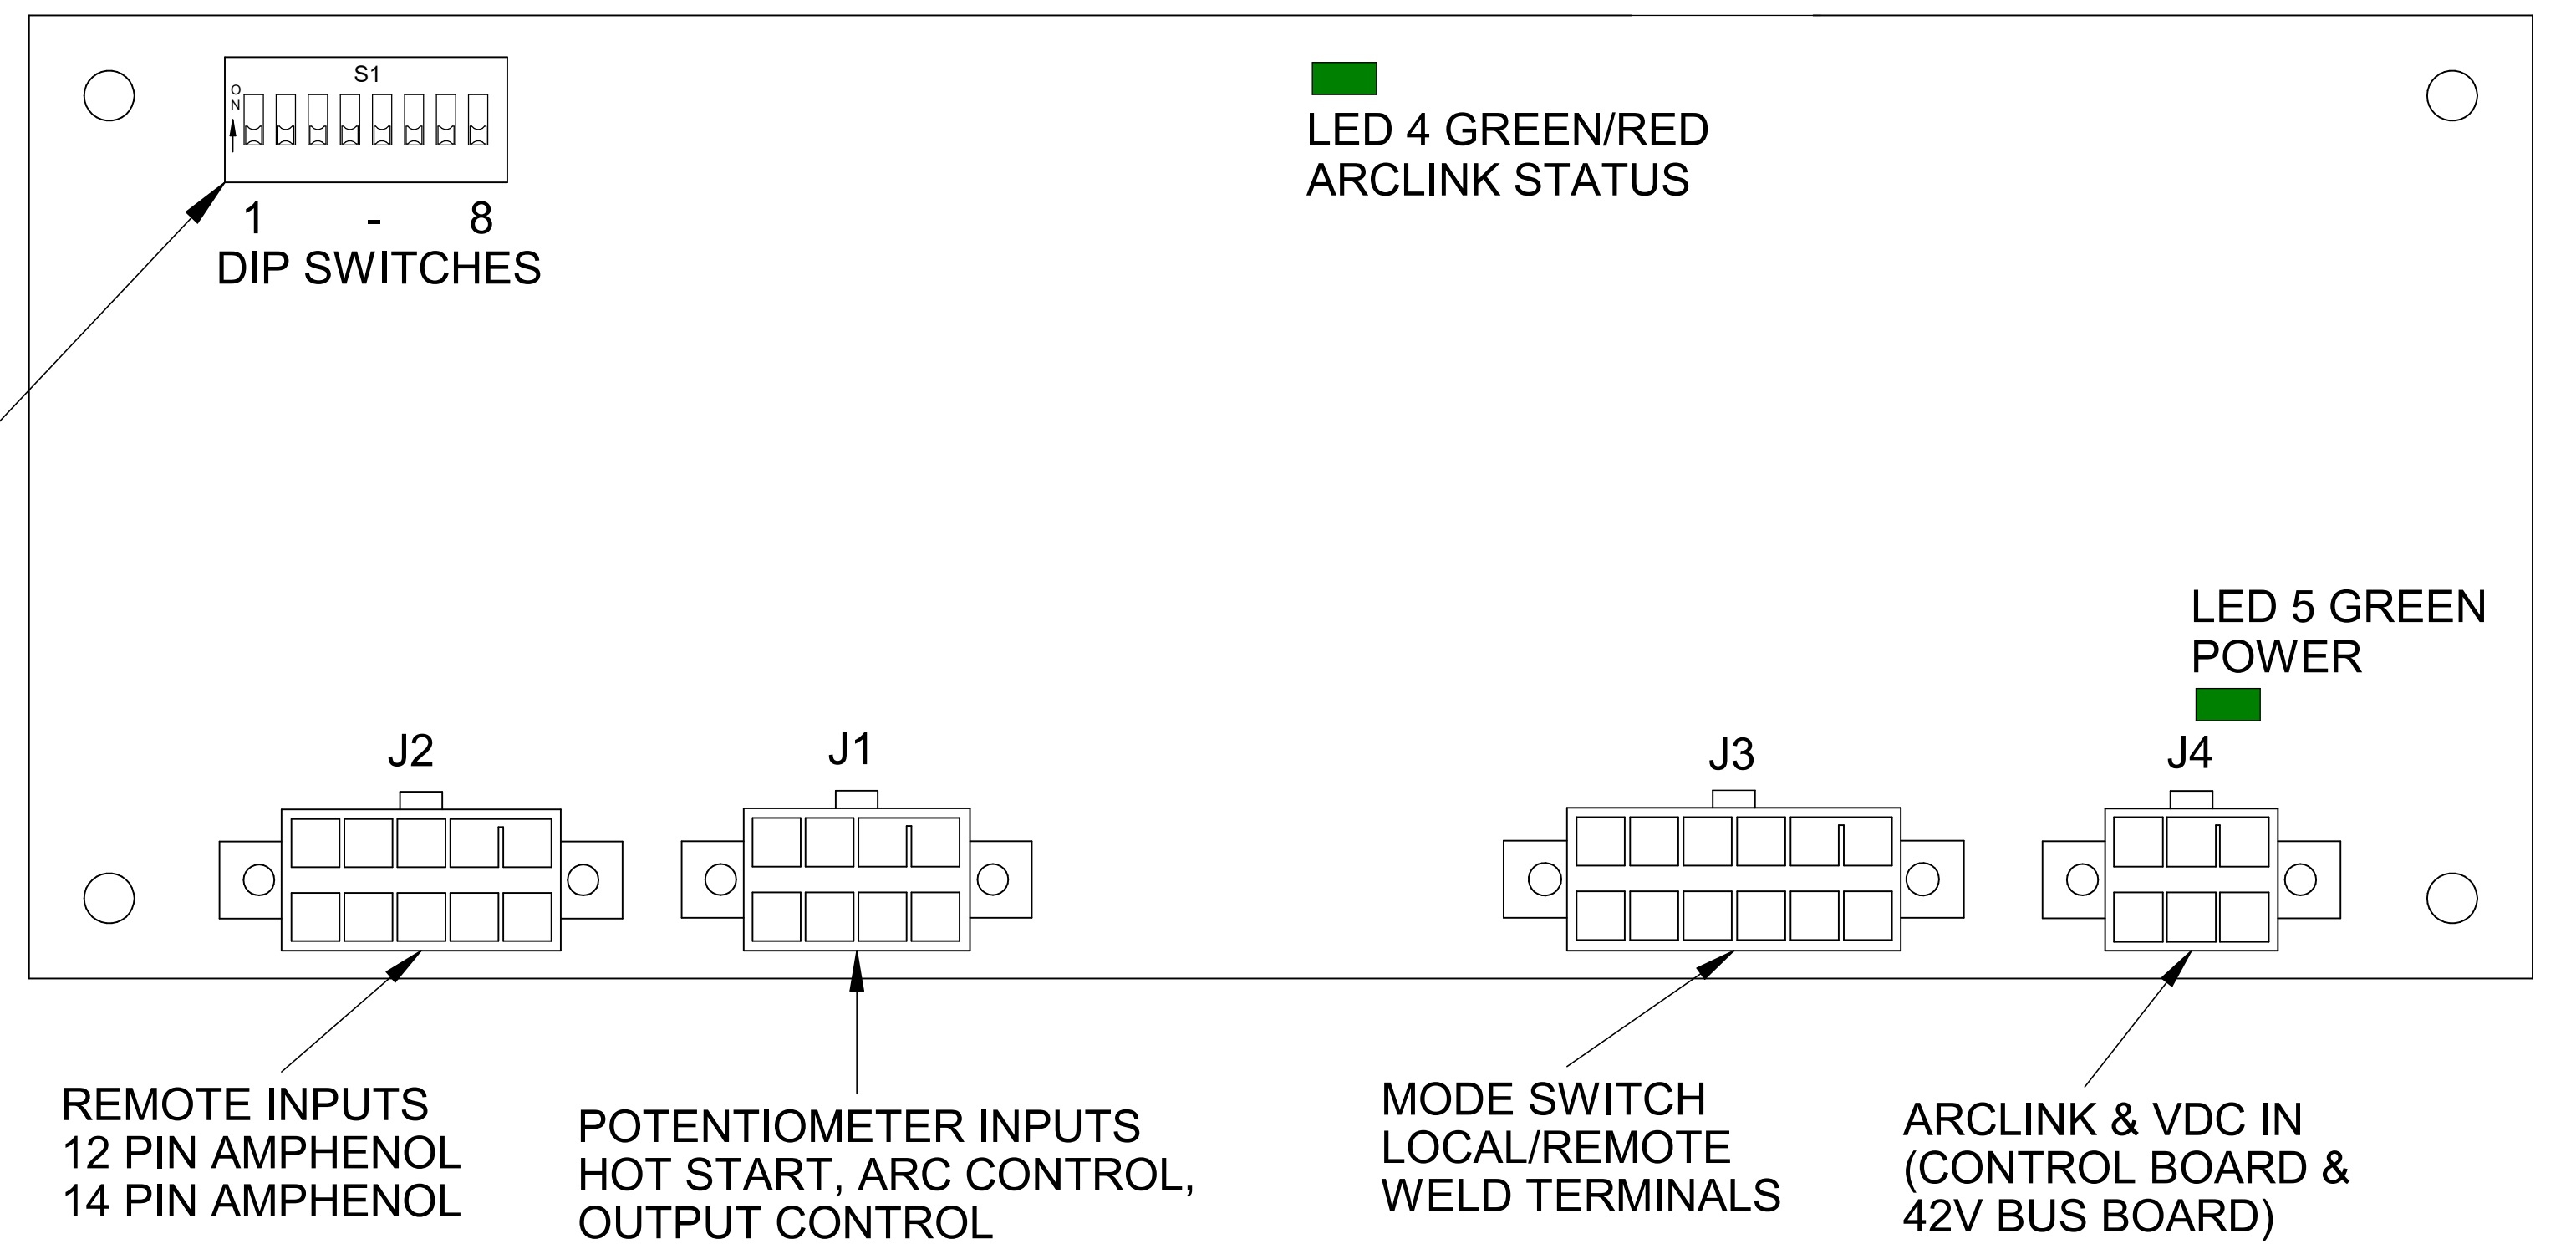 S1
O
N
1 - 8
DIP SWITCHES
LED 4 GREEN/RED
ARCLINK STATUS
LED 5 GREEN
POWER
J2
J1
J3
J4
REMOTE INPUTS
12 PIN AMPHENOL
14 PIN AMPHENOL
POTENTIOMETER INPUTS
HOT START, ARC CONTROL,
OUTPUT CONTROL
MODE SWITCH
LOCAL/REMOTE
WELD TERMINALS
ARCLINK & VDC IN
(CONTROL BOARD &
42V BUS BOARD)